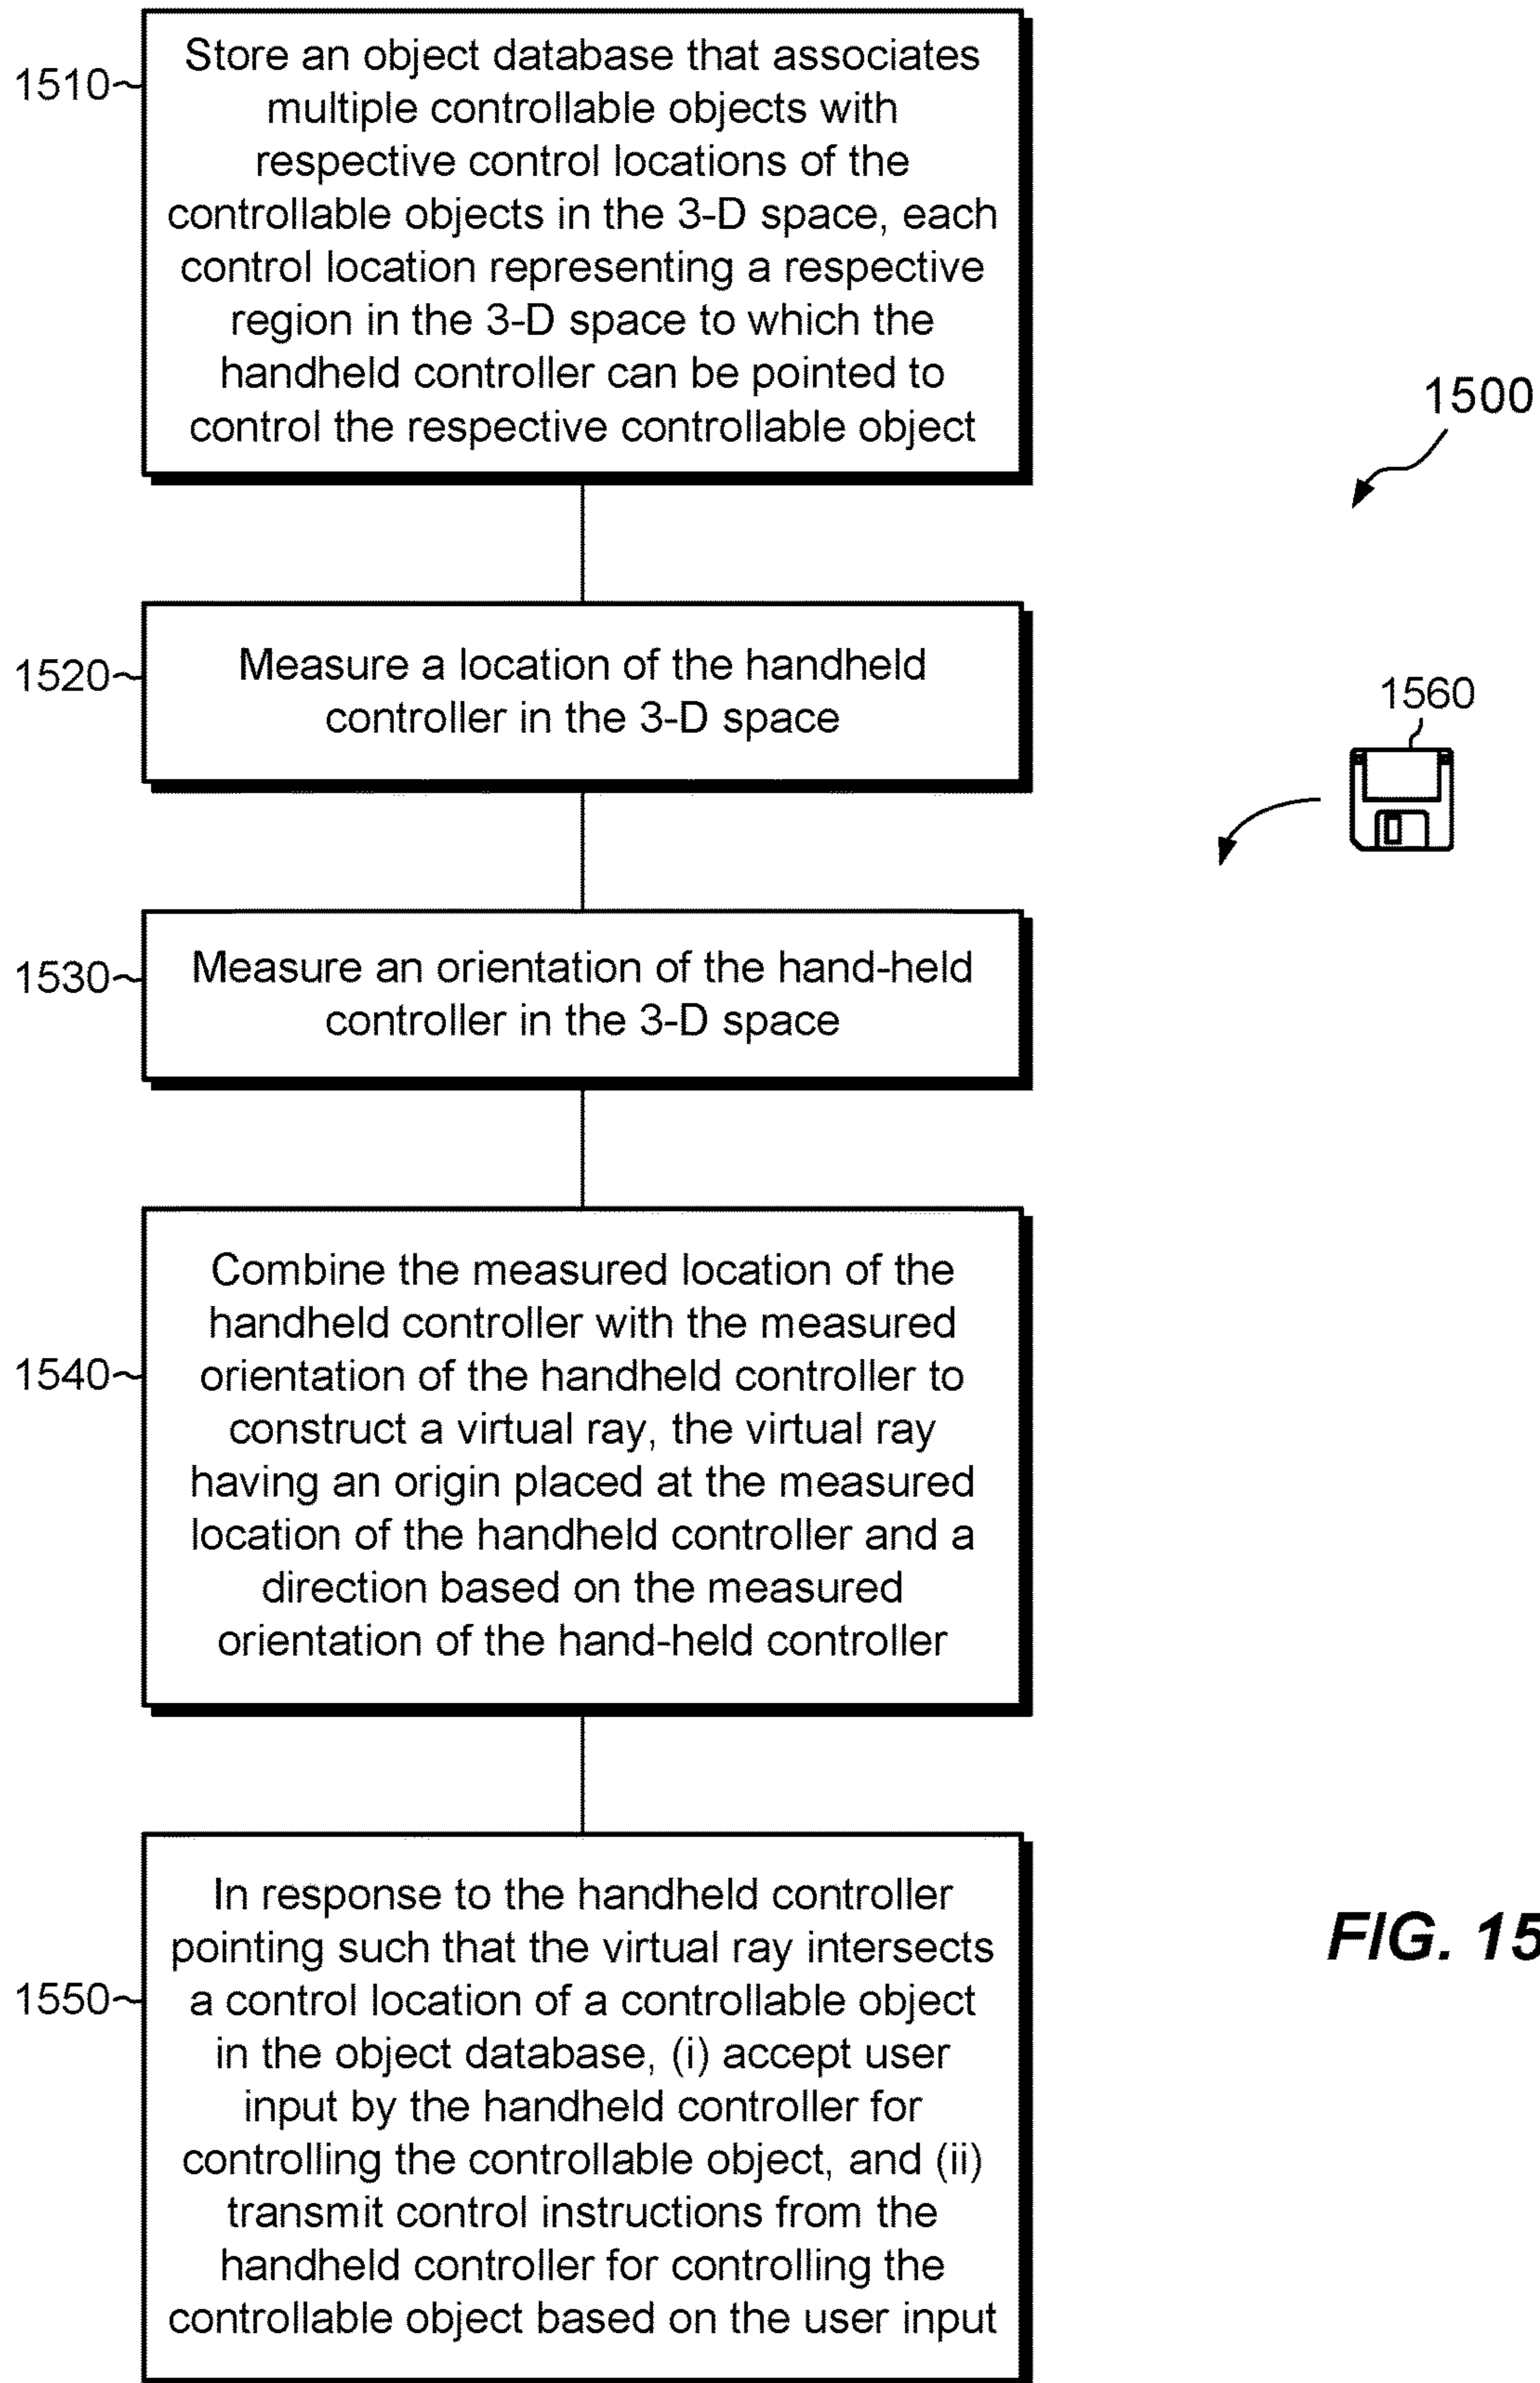 1510
Store an object database that associates
multiple controllable objects with
respective control locations of the
controllable objects in the 3-D space, each
control location representing a respective
region in the 3-D space to which the
handheld controller can be pointed to
control the respective controllable object
1500
1520
Measure a location of the handheld
controller in the 3-D space
1560
1530
Measure an orientation of the hand-held
controller in the 3-D space
1540
Combine the measured location of the
handheld controller with the measured
orientation of the handheld controller to
construct a virtual ray, the virtual ray
having an origin placed at the measured
location of the handheld controller and a
direction based on the measured
orientation of the hand-held controller
1550
In response to the handheld controller
pointing such that the virtual ray intersects
a control location of a controllable object
in the object database, (i) accept user
input by the handheld controller for
controlling the controllable object, and (ii)
transmit control instructions from the
handheld controller for controlling the
controllable object based on the user input
FIG. 15